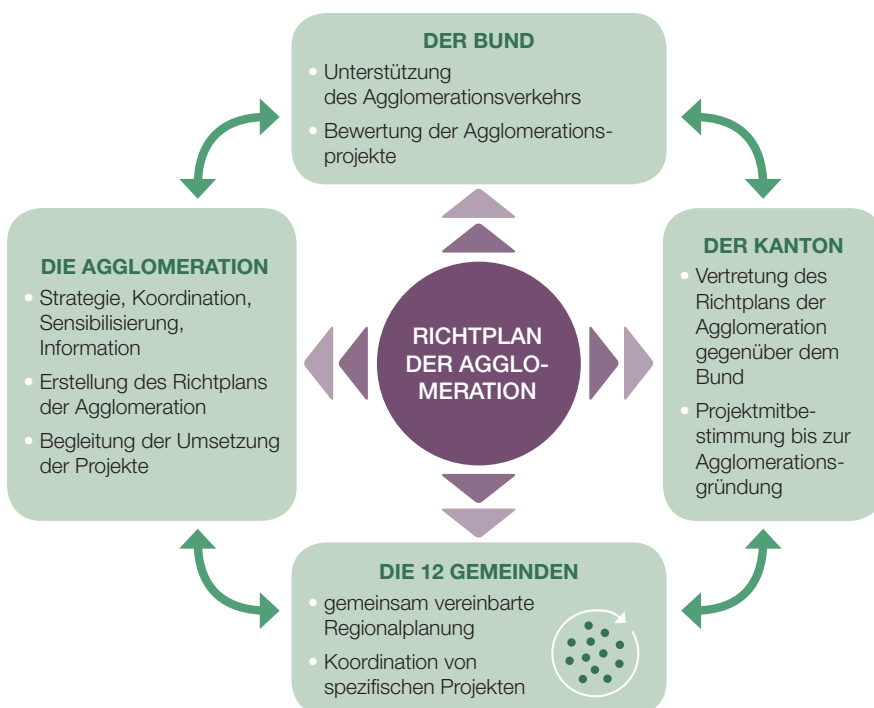 DER BUND
• Unterstützung
des Agglomerationsverkehrs
• Bewertung der Agglomerations-
projekte
DIE AGGLOMERATION
• Strategie, Koordination,
Sensibilisierung,
Information
• Erstellung des Richtplans
der Agglomeration
• Begleitung der Umsetzung
der Projekte
RICHTPLAN
DER AGGLO-
MERATION
DER KANTON
• Vertretung des
Richtplans der
Agglomeration
gegenüber dem
Bund
• Projektmitbe-
stimmung bis zur
Agglomerations-
gründung
DIE 12 GEMEINDEN
• gemeinsam vereinbarte
Regionalplanung
• Koordination von
spezifischen Projekten